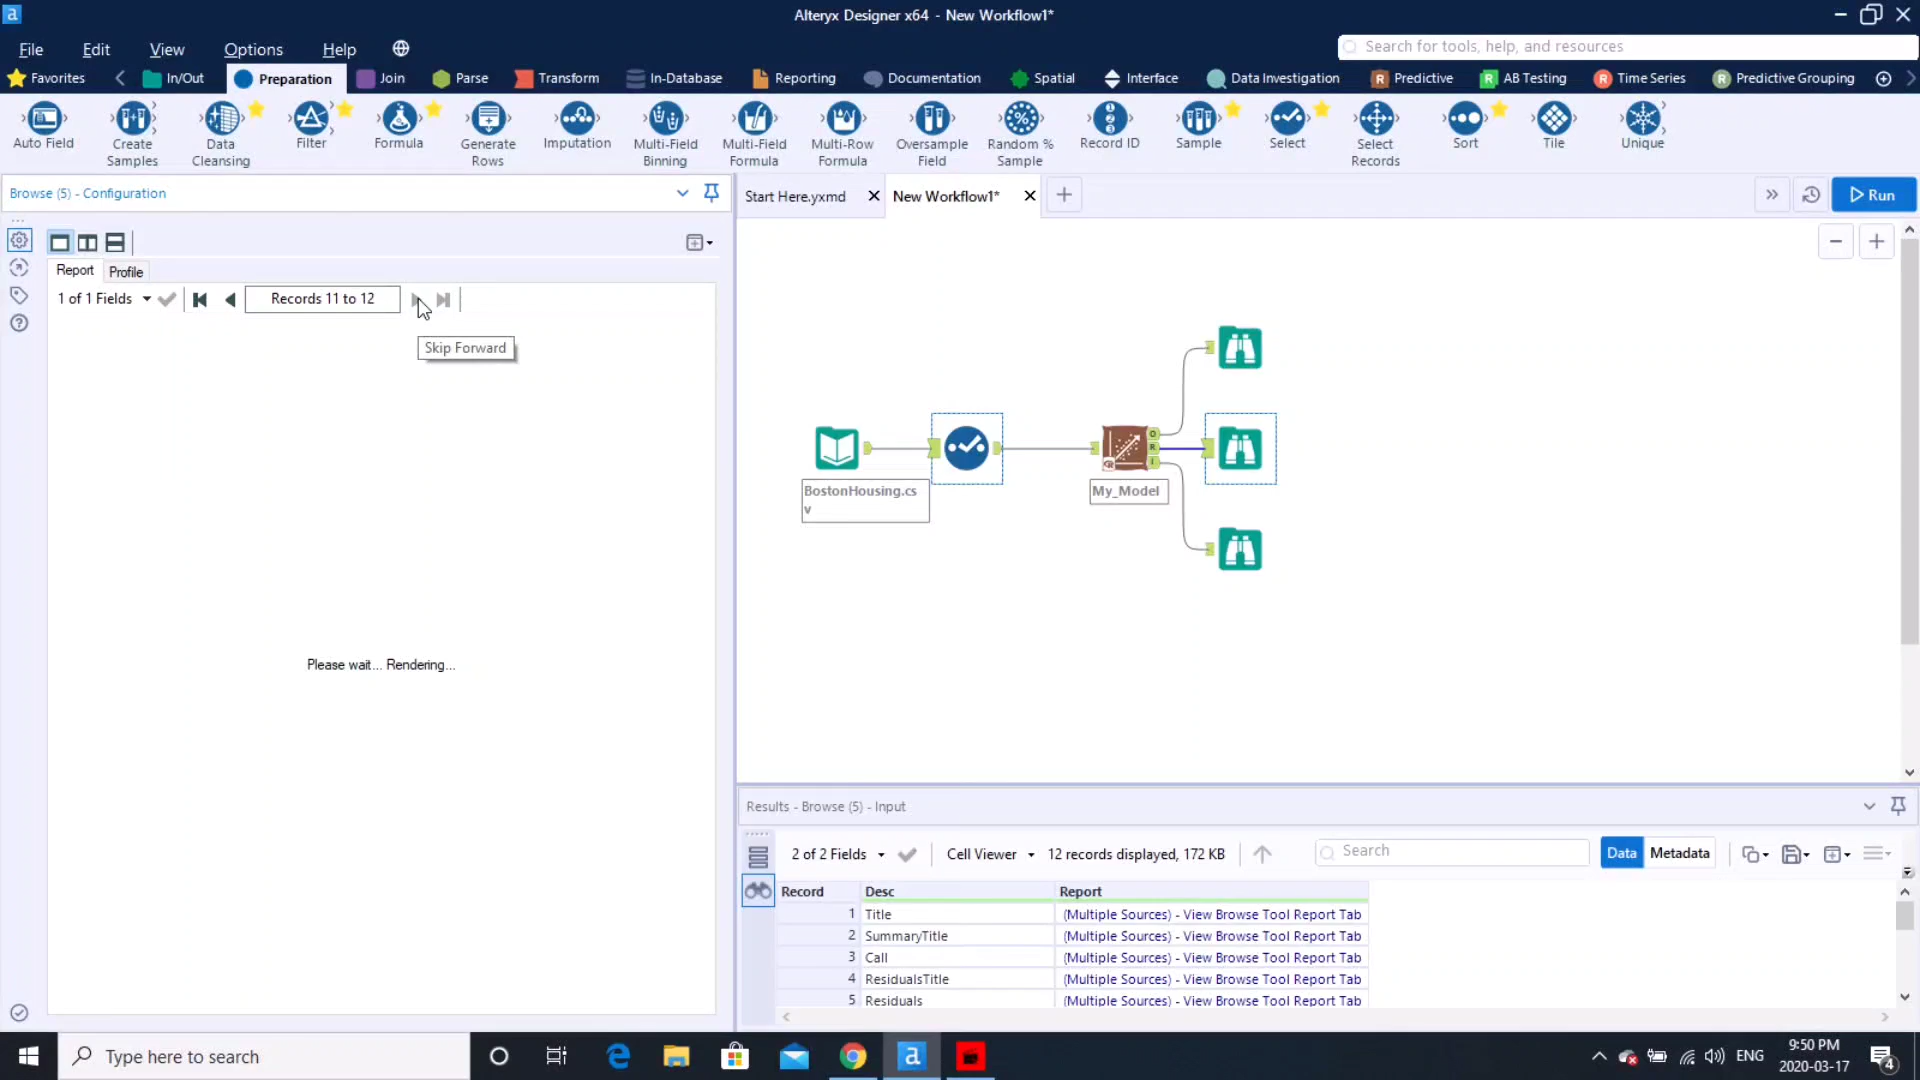 a
Alteryx Designer x64 - New Workflow1*
File
Edit
View
Options
Help
Search for tools, help, and resources
Favorites
In/Out
Preparation
Join
Parse
Transform
In-Database
Reporting
Documentation
Spatial
Interface
Data Investigation
R
Predictive
R
AB Testing
R
Time Series
R
Predictive Grouping
Auto Field
Create
Samples
Data
Cleansing
Filter
Formula
Generate
Rows
Imputation
Multi-Field
Binning
Multi-Field
Formula
Multi-Row
Formula
Oversample
Field
Random %
Sample
123
Record ID
Sample
Select
Select
Records
Sort
Tile
Unique
Browse (5) - Configuration
Start Here.yxmd
New Workflow1*
Run
Report
Profile
1 of 1 Fields
Records 11 to 12
Skip Forward
Please wait... Rendering...
O
R
I
BostonHousing.cs
v
My_Model
Results - Browse (5) - Input
2 of 2 Fields
Cell Viewer
12 records displayed, 172 KB
Search
Data
Metadata
Record
Desc
Report
1
Title
(Multiple Sources) - View Browse Tool Report Tab
2
SummaryTitle
(Multiple Sources) - View Browse Tool Report Tab
3
Call
(Multiple Sources) - View Browse Tool Report Tab
4
ResidualsTitle
(Multiple Sources) - View Browse Tool Report Tab
5
Residuals
(Multiple Sources) - View Browse Tool Report Tab
Type here to search
a
ENG
9:50 PM
2020-03-17
4